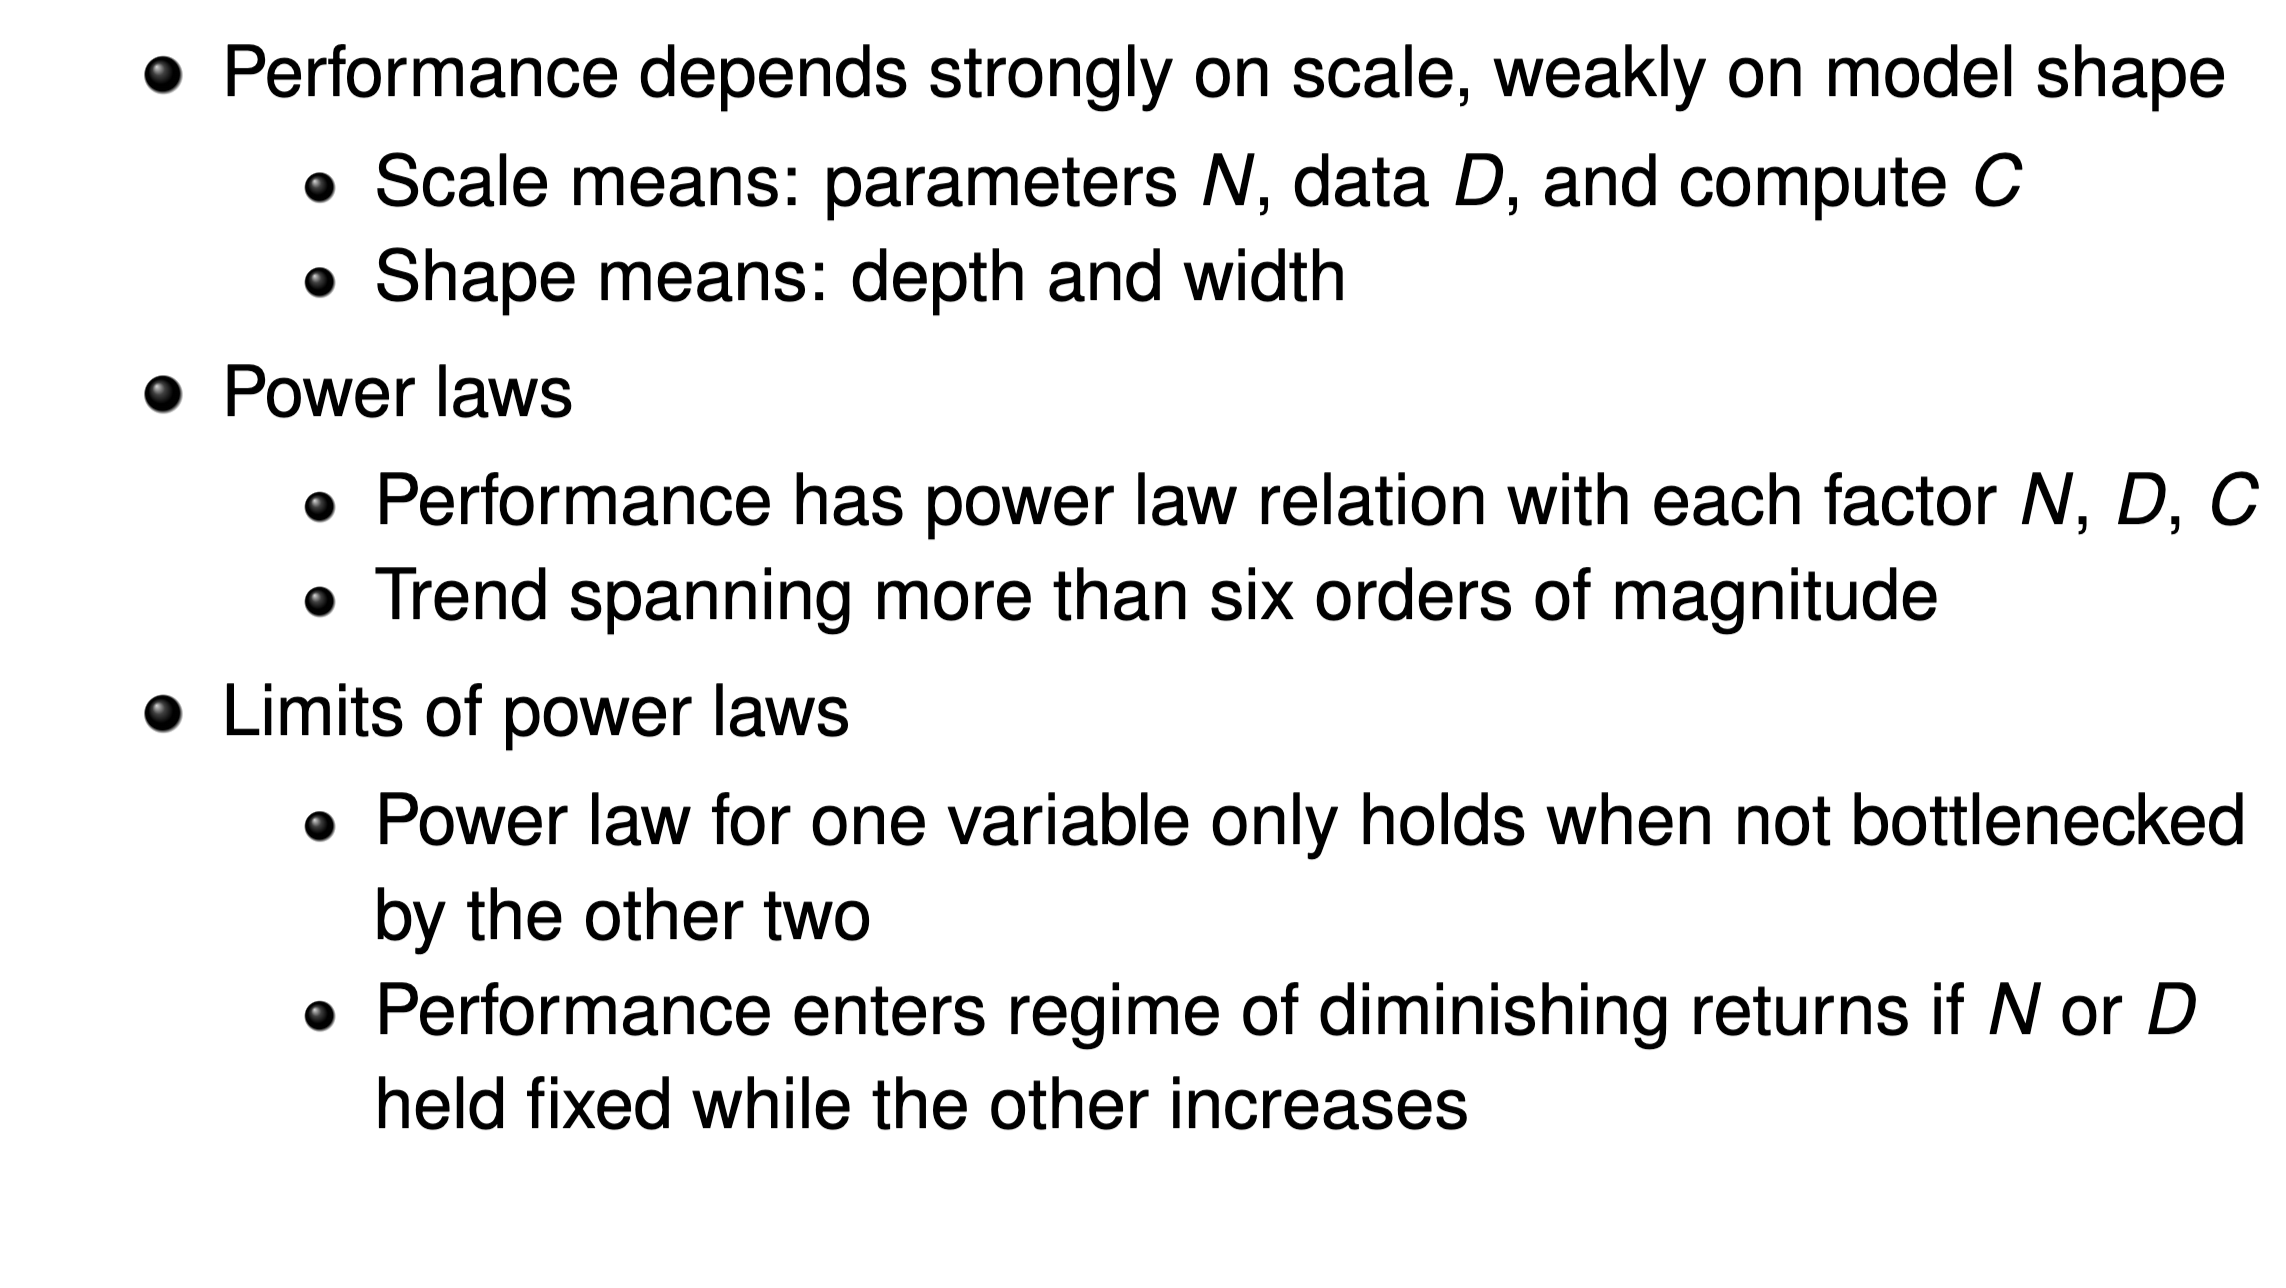 Performance depends strongly on scale, weakly on model shape
Scale means: parameters N, data D, and compute C
Shape means: depth and width
Power laws
Performance has power law relation with each factor N, D, C
Trend spanning more than six orders of magnitude
Limits of power laws
Power law for one variable only holds when not bottlenecked
by the other two
Performance enters regime of diminishing returns if N or D
held fixed while the other increases